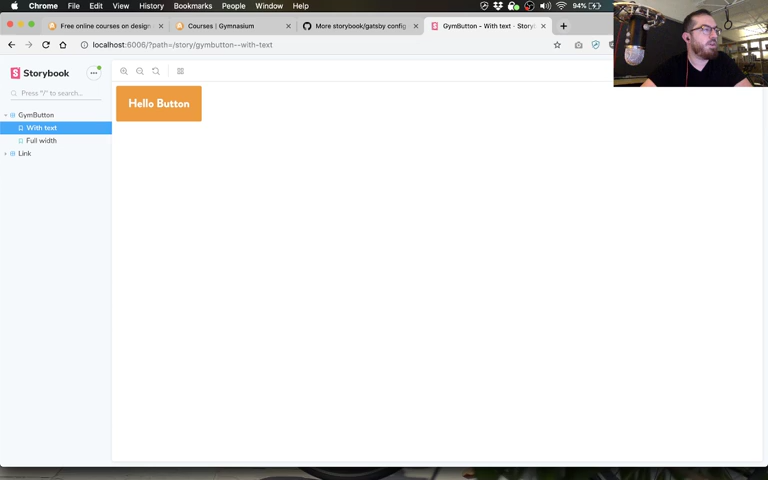 Chrome File Edit View History Bookmarks People Window Help 94%
Free online courses on design
Courses | Gymnasium
More storybook/gatsby config
GymButton - With text · Story
localhost:6006/?path=/story/gymbutton--with-text
Storybook
Press "/" to search...
GymButton
With text
Full width
Link
Hello Button